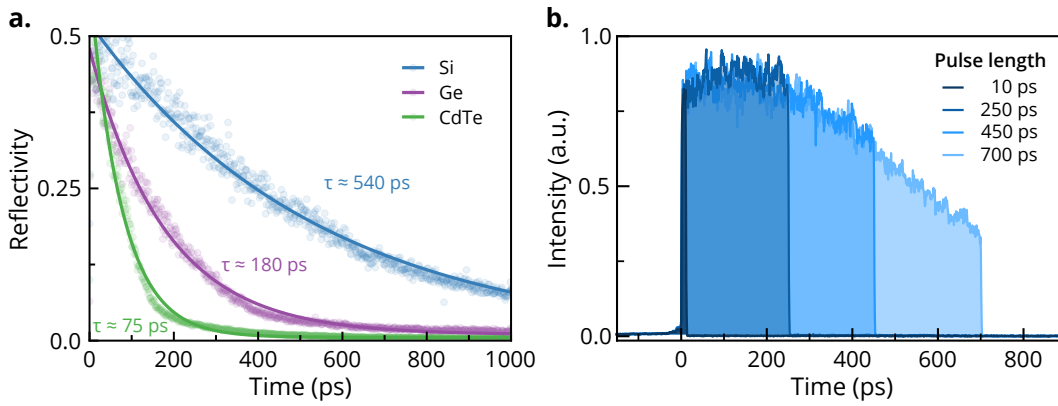 a.
Reflectivity
0.5
0.25
0.0
Si
Ge
CdTe
τ ≈ 540 ps
τ ≈ 180 ps
τ ≈ 75 ps
0 200 400 600 800 1000
Time (ps)
b.
Intensity (a.u.)
1.0
0.5
0.0
Pulse length
10 ps
250 ps
450 ps
700 ps
0 200 400 600 800
Time (ps)